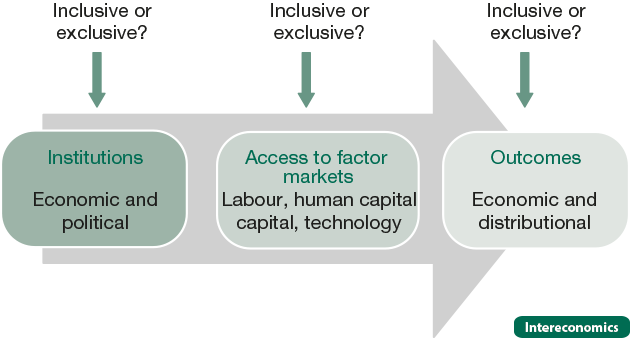 Inclusive or
exclusive?
Inclusive or
exclusive?
Inclusive or
exclusive?
Institutions
Economic and
political
Access to factor
markets
Labour, human capital
capital, technology
Outcomes
Economic and
distributional
Intereconomics